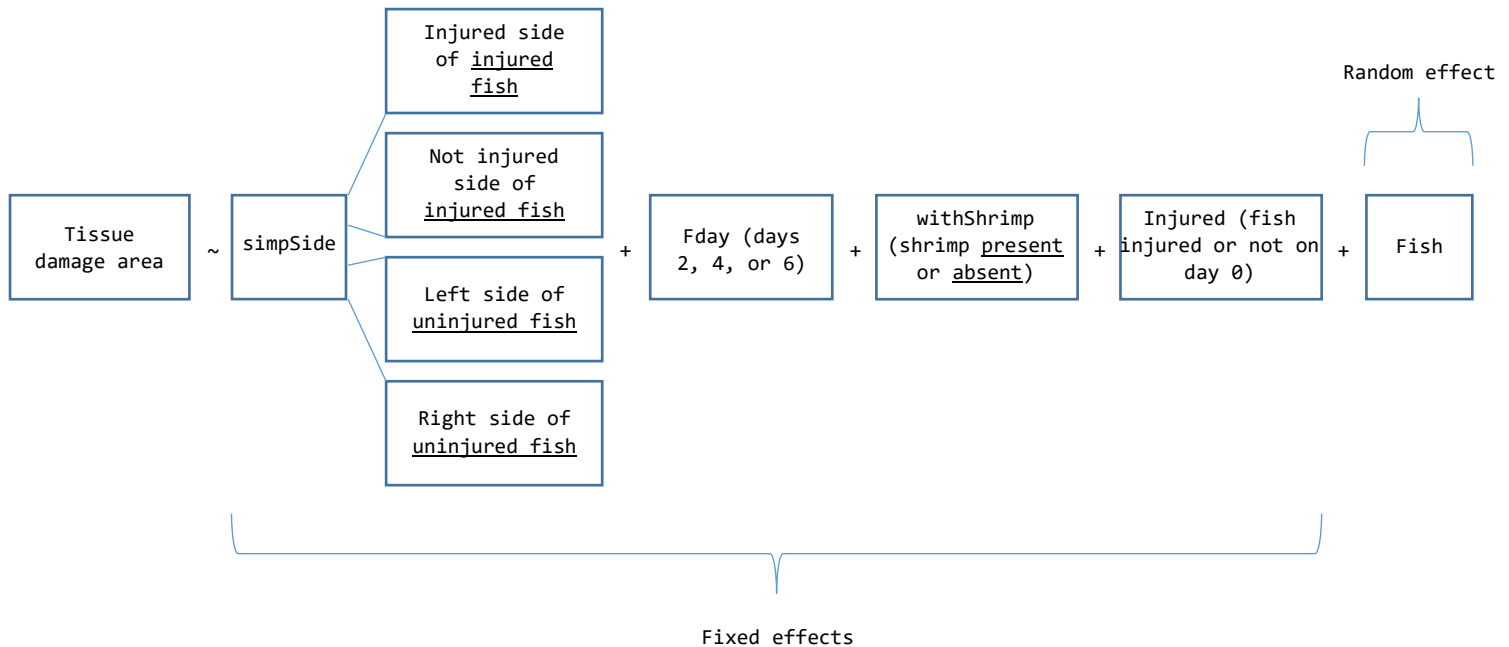 Injured side
of injured
fish
Random effect
Not injured
side of
injured fish
Tissue
damage area
~
simpSide
+
Fday (days
2, 4, or 6)
+
withShrimp
(shrimp present
or absent)
+
Injured (fish
injured or not on
day 0)
+
Fish
Left side of
uninjured fish
Right side of
uninjured fish
Fixed effects